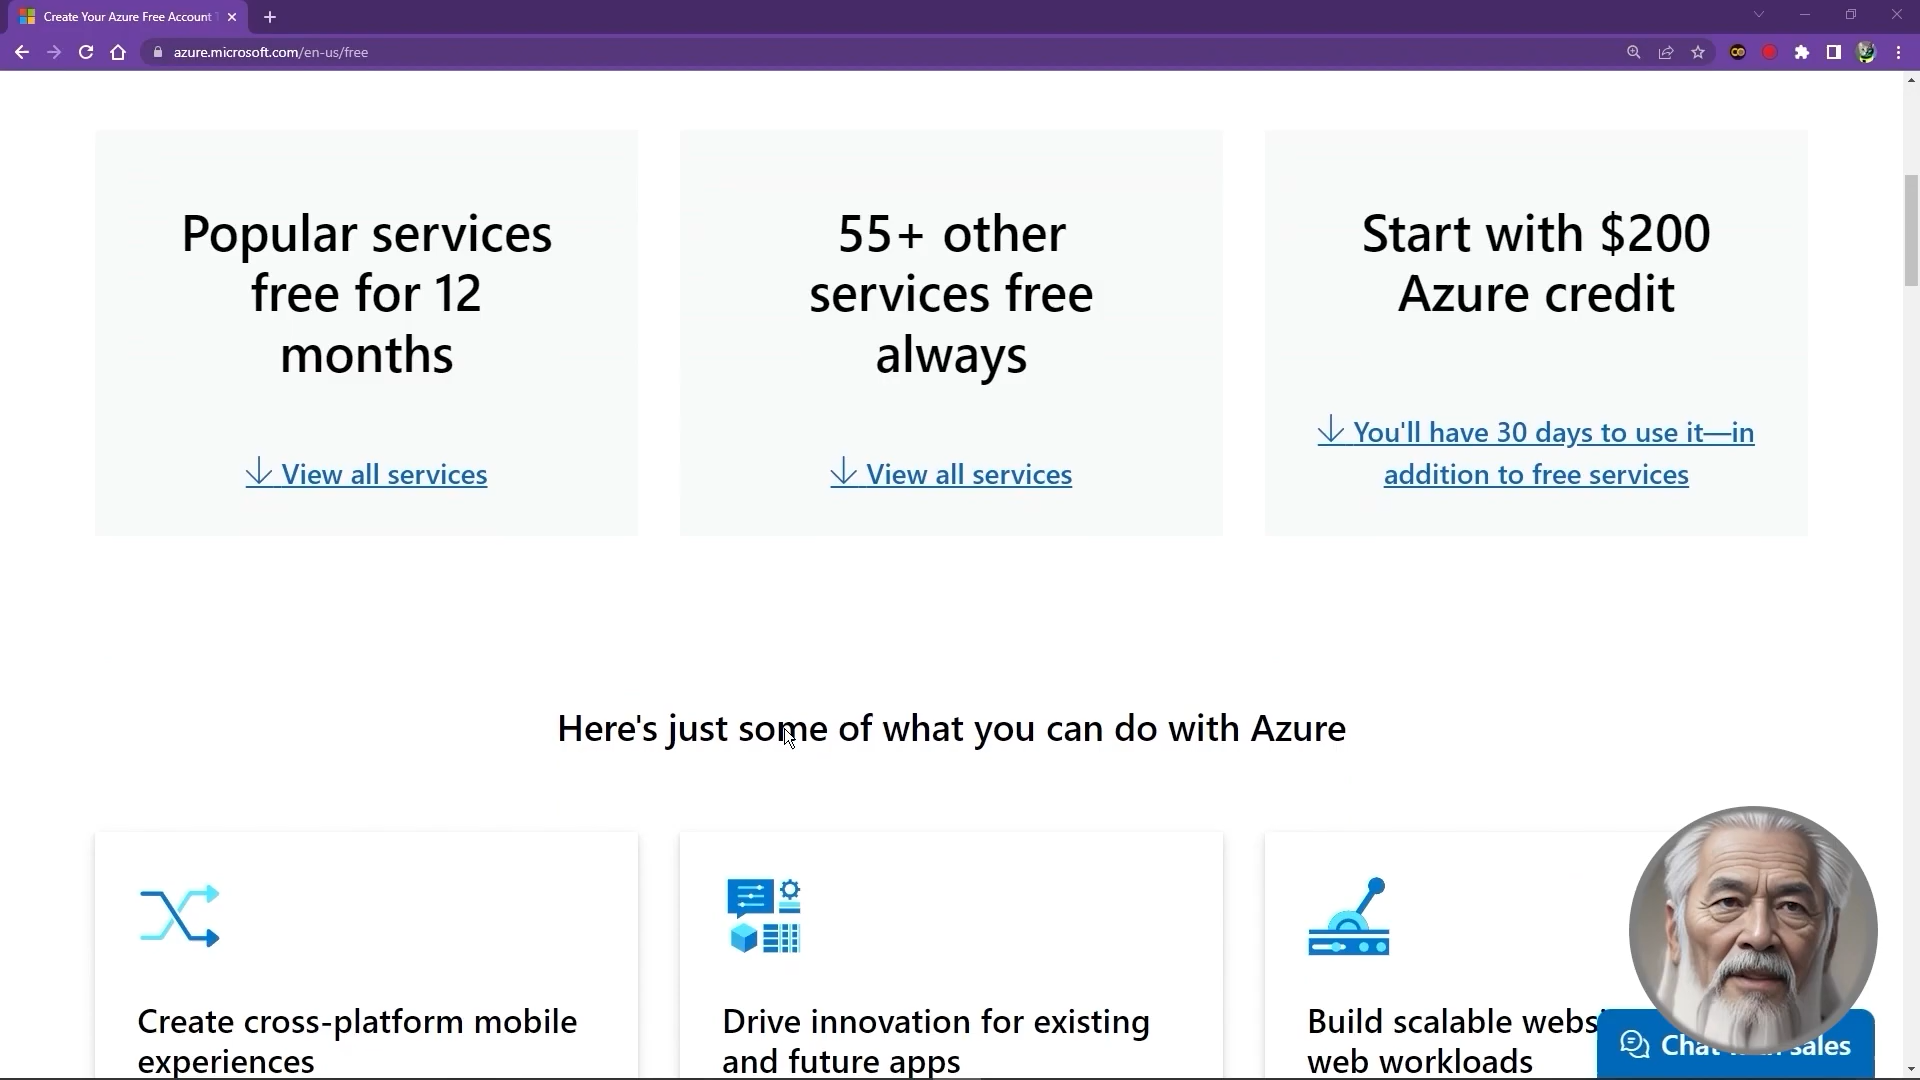 Create Your Azure Free Account
azure.microsoft.com/en-us/free
Popular services
free for 12
months
View all services
55+ other
services free
always
View all services
Start with $200
Azure credit
You'll have 30 days to use it—in
addition to free services
Here's just some of what you can do with Azure
Create cross-platform mobile
experiences
Drive innovation for existing
and future apps
Build scalable
web workloads
Chat sales